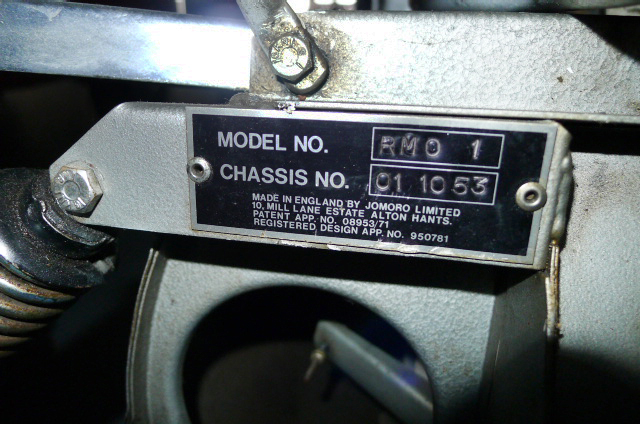 MODEL NO. RMO 1
CHASSIS NO. 01 1053
MADE IN ENGLAND BY JOMORO LIMITED
10, MILL LANE ESTATE ALTON HANTS.
PATENT APP. NO. 08953/71
REGISTERED DESIGN APP. NO. 950781